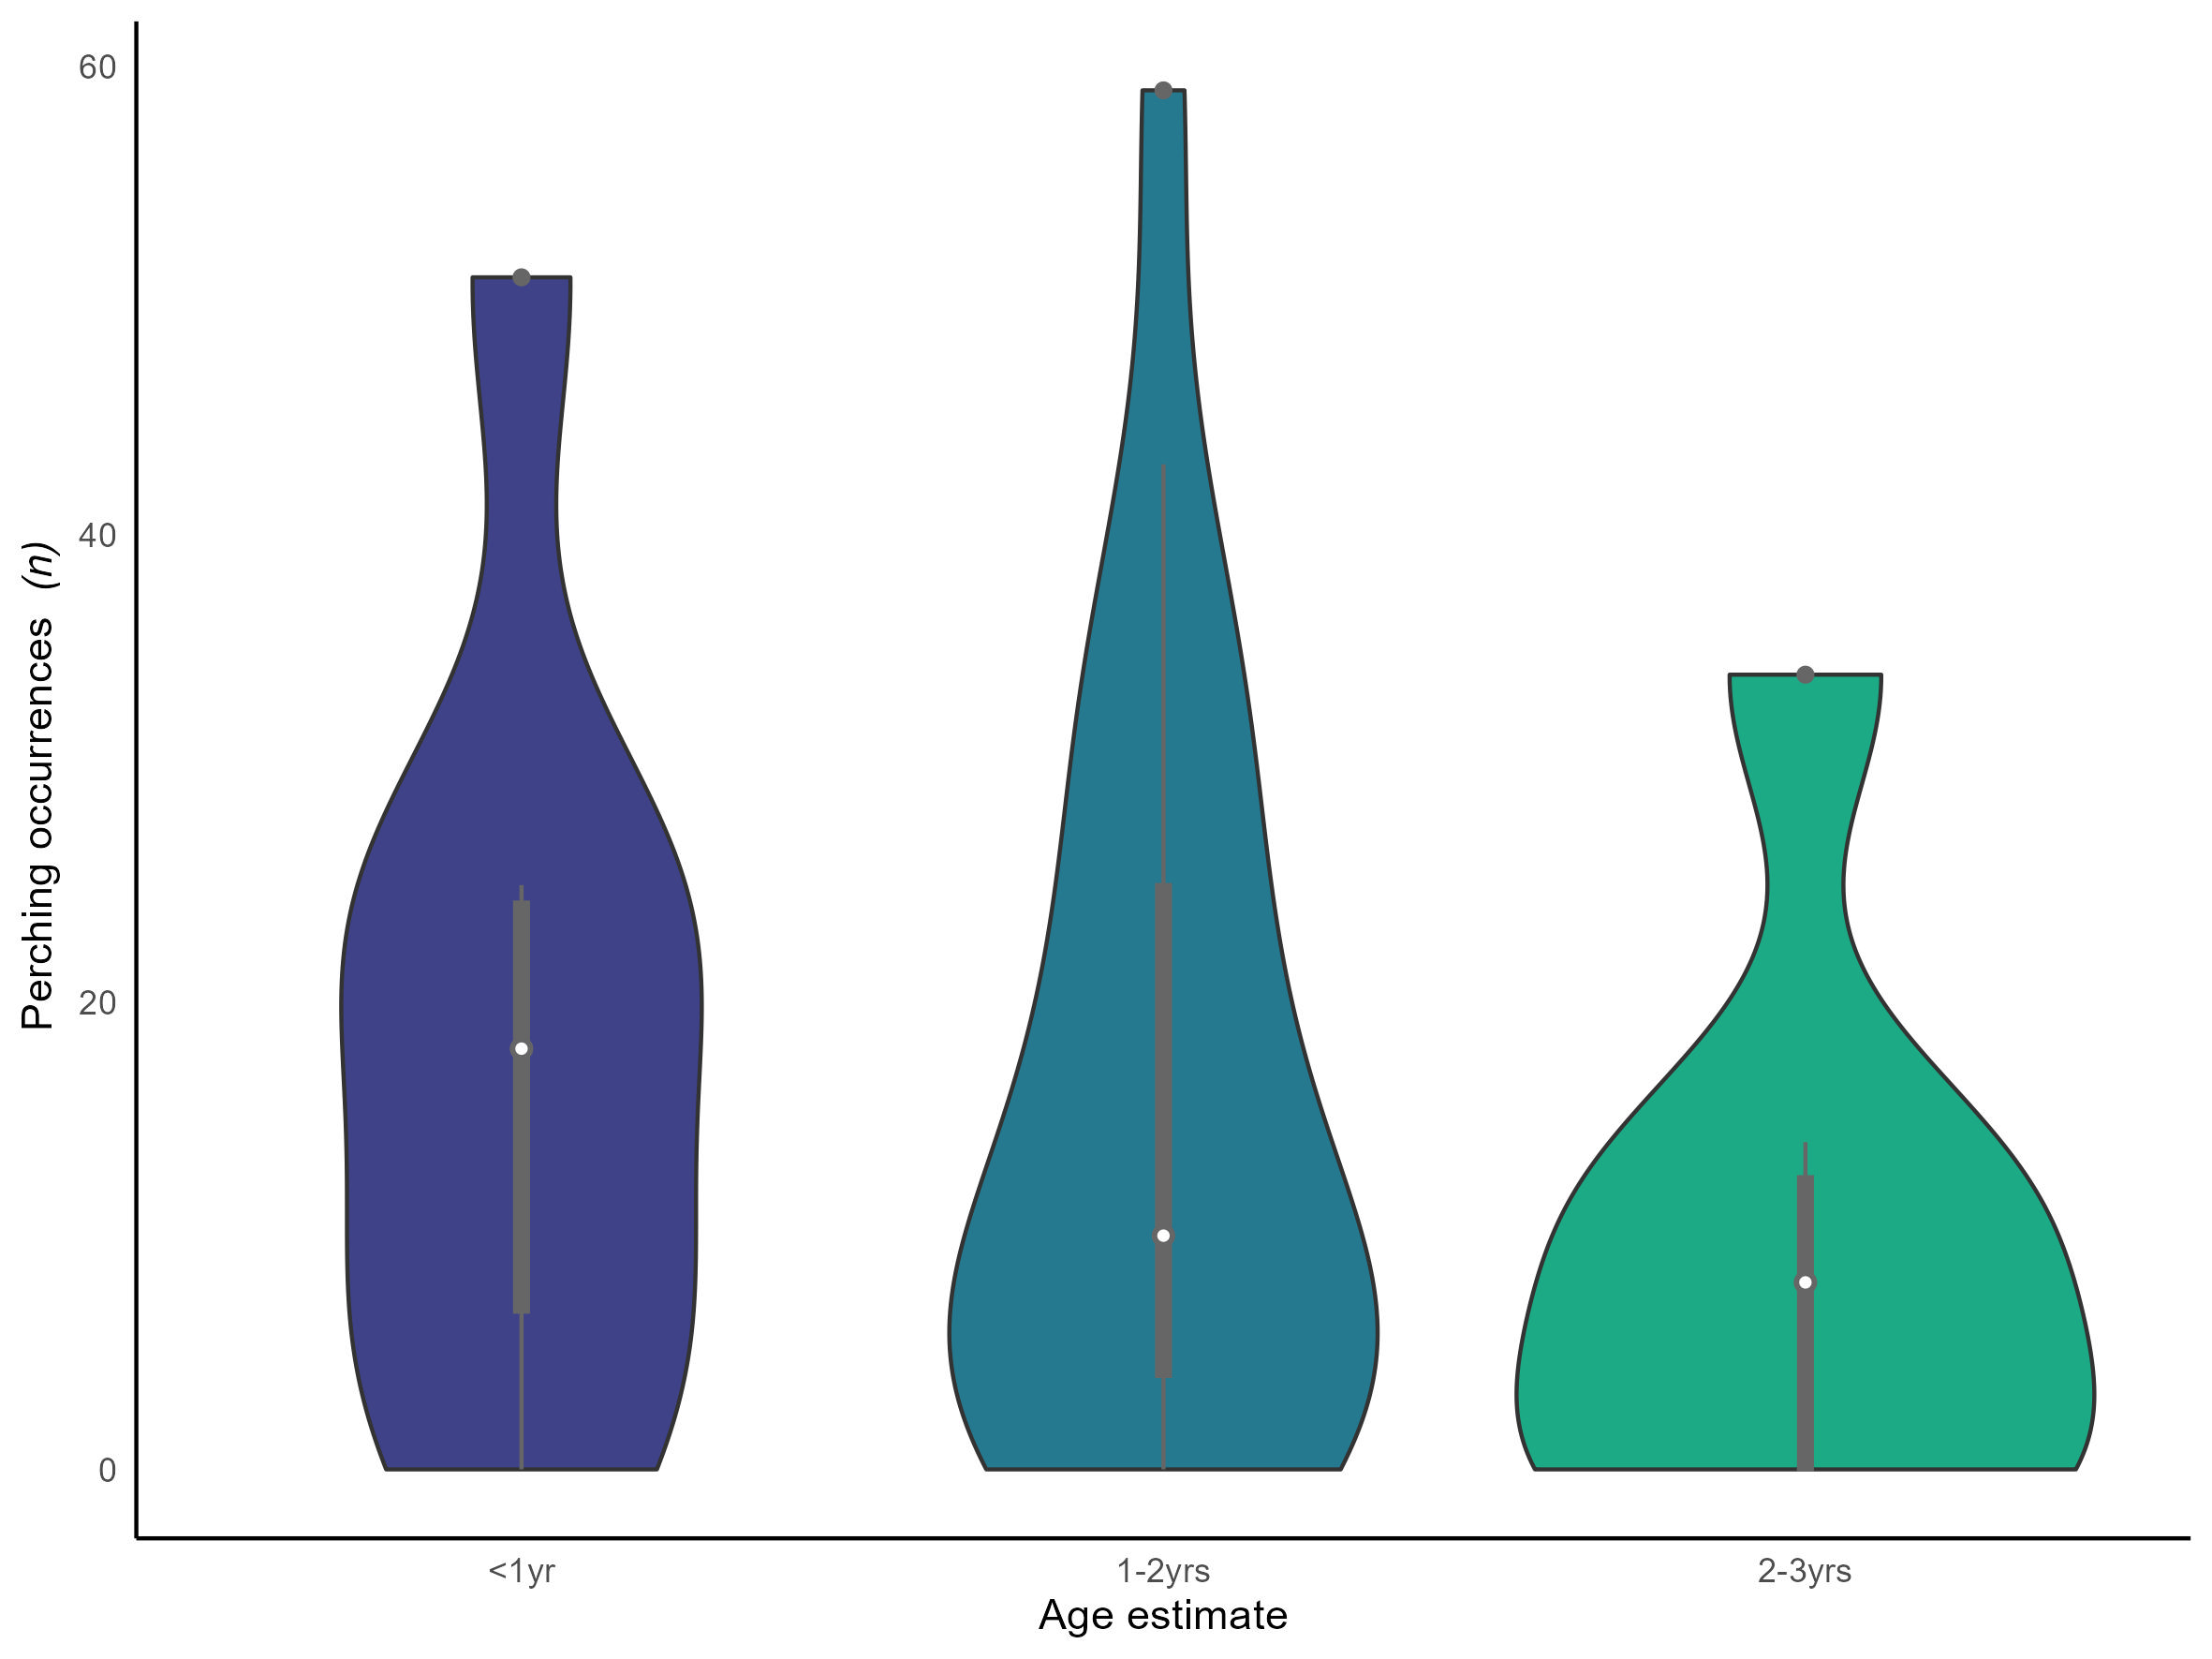 60
40
20
0
Perching occurrences (n)
<1yr
1-2yrs
2-3yrs
Age estimate